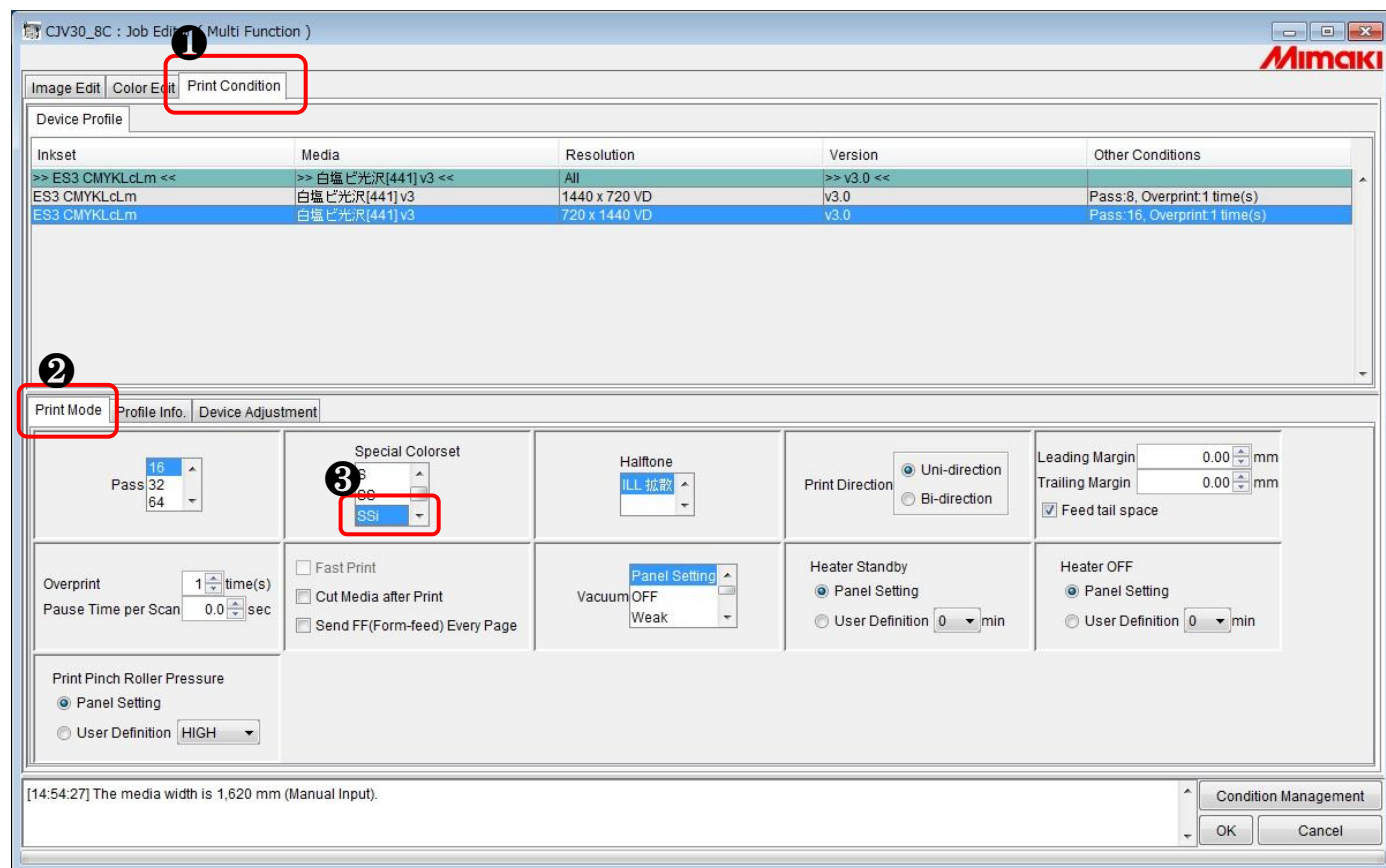 CJV30_8C : Job Edit Multi Function )
❶
Mimaki
Image Edit Color Edit Print Condition
Device Profile
Inkset Media Resolution Version Other Conditions
>> ES3 CMYKLcLm << >> 白塩ビ光沢[441] v3 << All >> v3.0 <<
ES3 CMYKLcLm 白塩ビ光沢[441] v3 1440 x 720 VD v3.0 Pass:8, Overprint:1 time(s)
ES3 CMYKLcLm 白塩ビ光沢[441] v3 720 x 1440 VD v3.0 Pass:16, Overprint:1 time(s)
❷
Print Mode Profile Info. Device Adjustment
Pass 16
32
64
Special Colorset
❸
SS
SSi
Halftone
ILL 拡散
Print Direction
Uni-direction
Bi-direction
Leading Margin 0.00 mm
Trailing Margin 0.00 mm
Feed tail space
Overprint 1 time(s)
Pause Time per Scan 0.0 sec
Fast Print
Cut Media after Print
Send FF(Form-feed) Every Page
Vacuum Panel Setting
OFF
Weak
Heater Standby
Panel Setting
User Definition 0 min
Heater OFF
Panel Setting
User Definition 0 min
Print Pinch Roller Pressure
Panel Setting
User Definition HIGH
[14:54:27] The media width is 1,620 mm (Manual Input).
Condition Management
OK Cancel